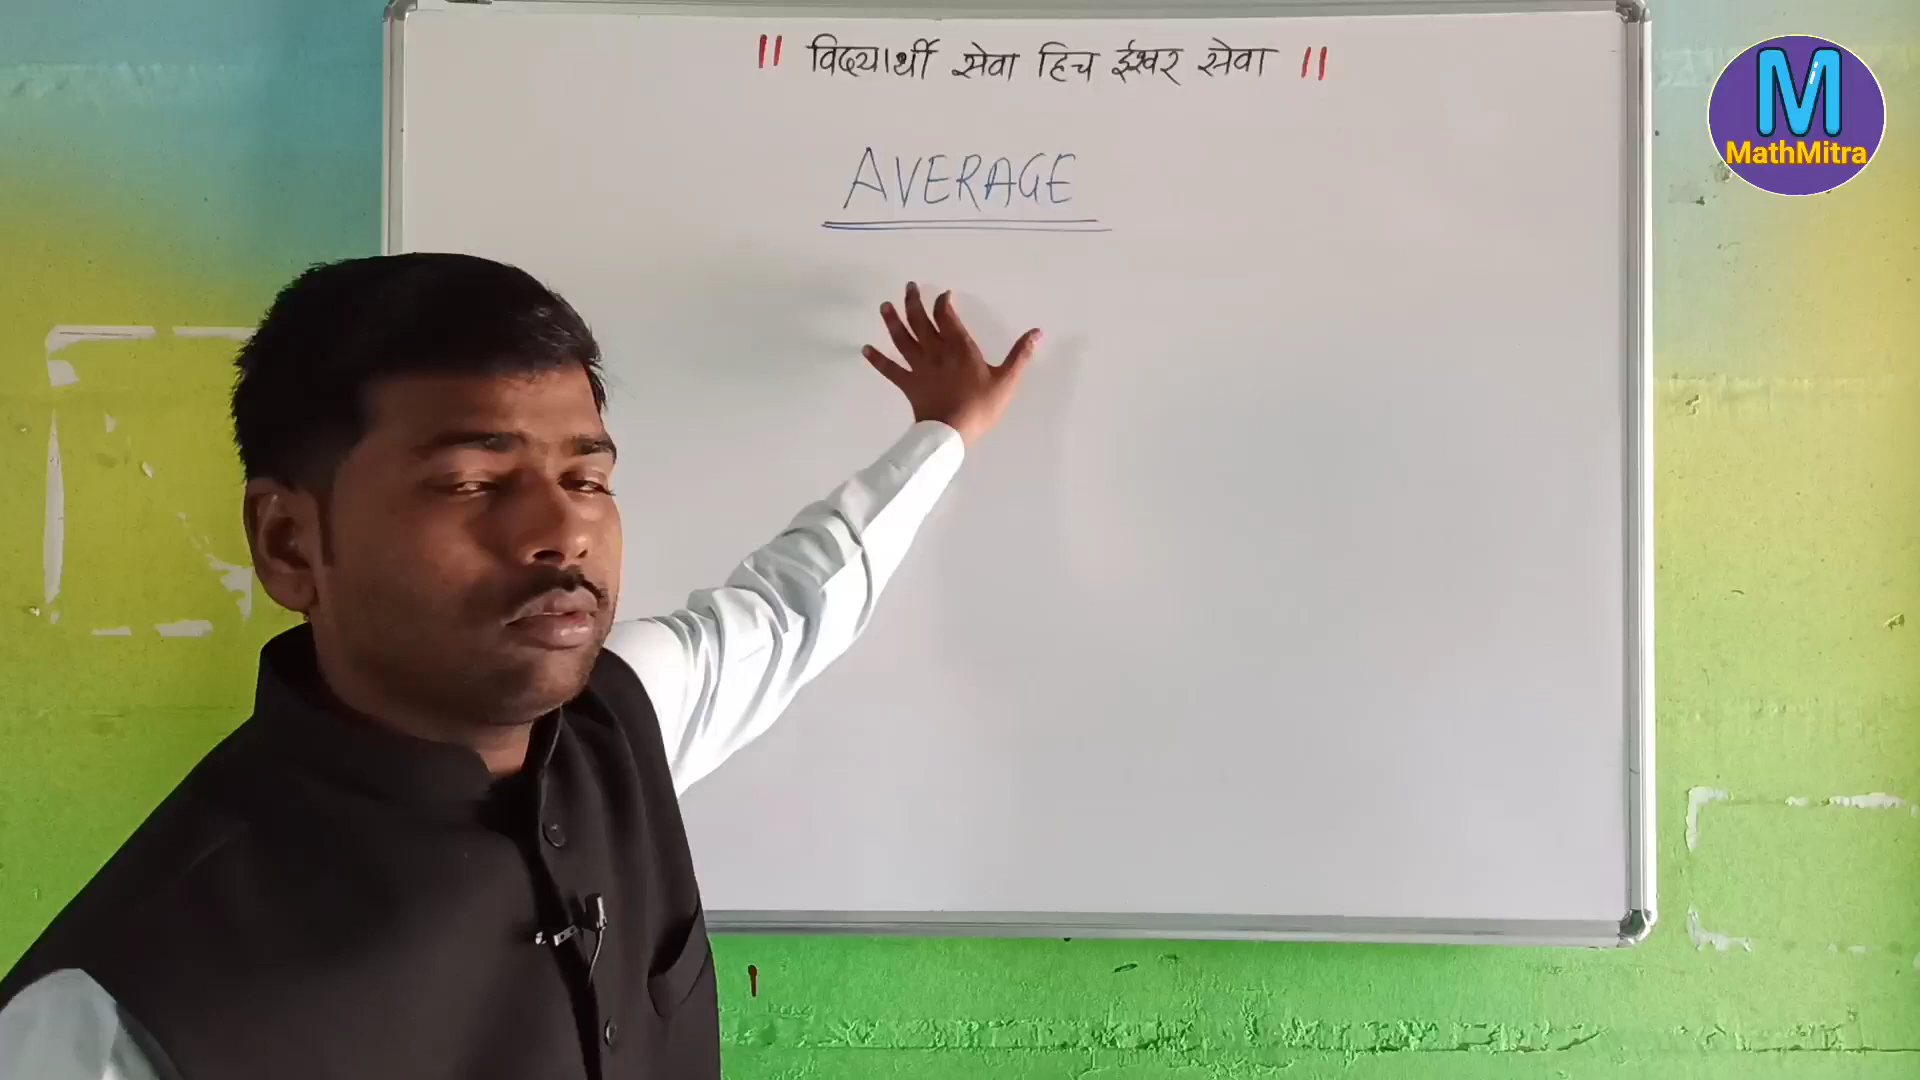 || विद्यार्थी सेवा हिच ईश्वर सेवा ||
AVERAGE
M
MathMitra